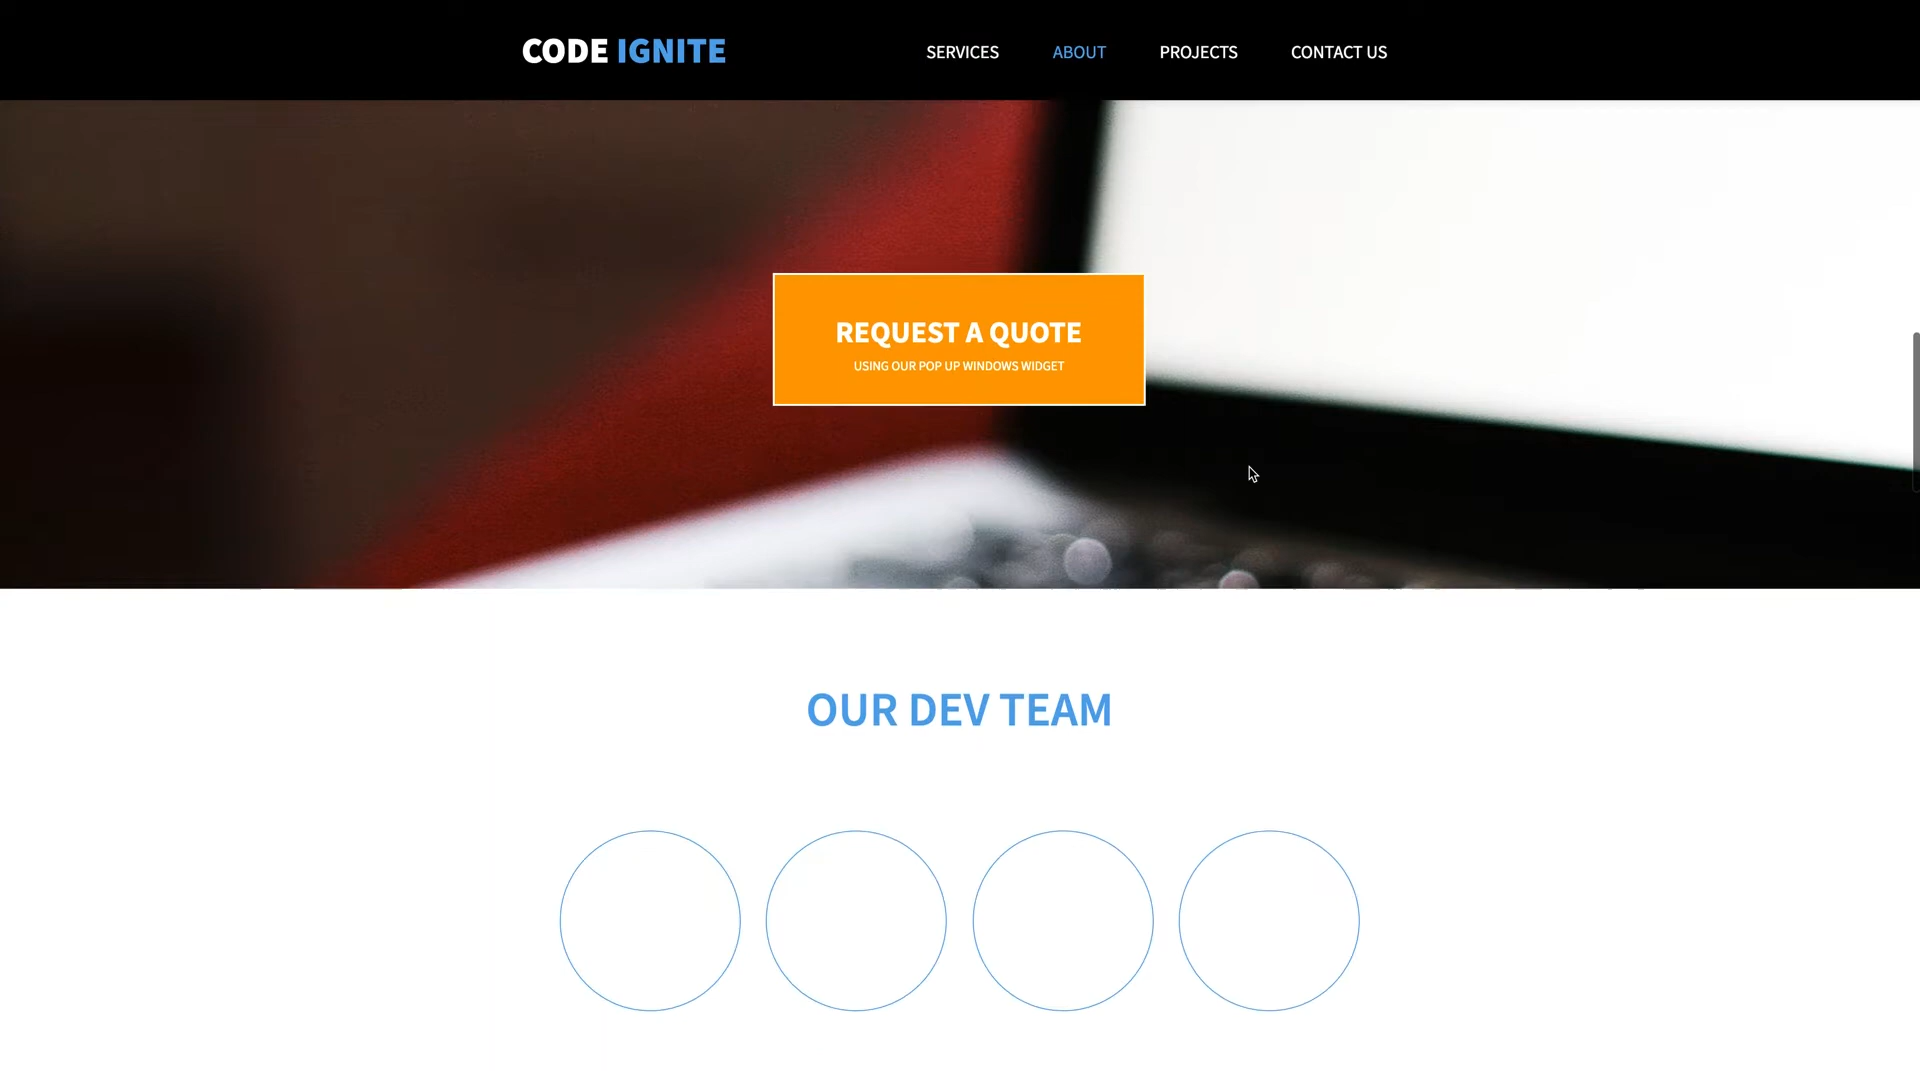 CODE IGNITE
SERVICES ABOUT PROJECTS CONTACT US
REQUEST A QUOTE
USING OUR POP UP WINDOWS WIDGET
OUR DEV TEAM